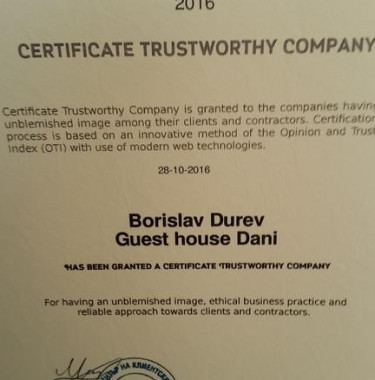 2016
CERTIFICATE TRUSTWORTHY COMPANY
Certificate Trustworthy Company is granted to the companies having
unblemished image among their clients and contractors. Certification
process is based on an innovative method of the Opinion and Trust
Index (OTI) with use of modern web technologies.
28-10-2016
Borislav Durev
Guest house Dani
"HAS BEEN GRANTED A CERTIFICATE "TRUSTWORTHY COMPANY
For having an unblemished image, ethical business practice and
reliable approach towards clients and contractors.
НА КЛИЕНТСК